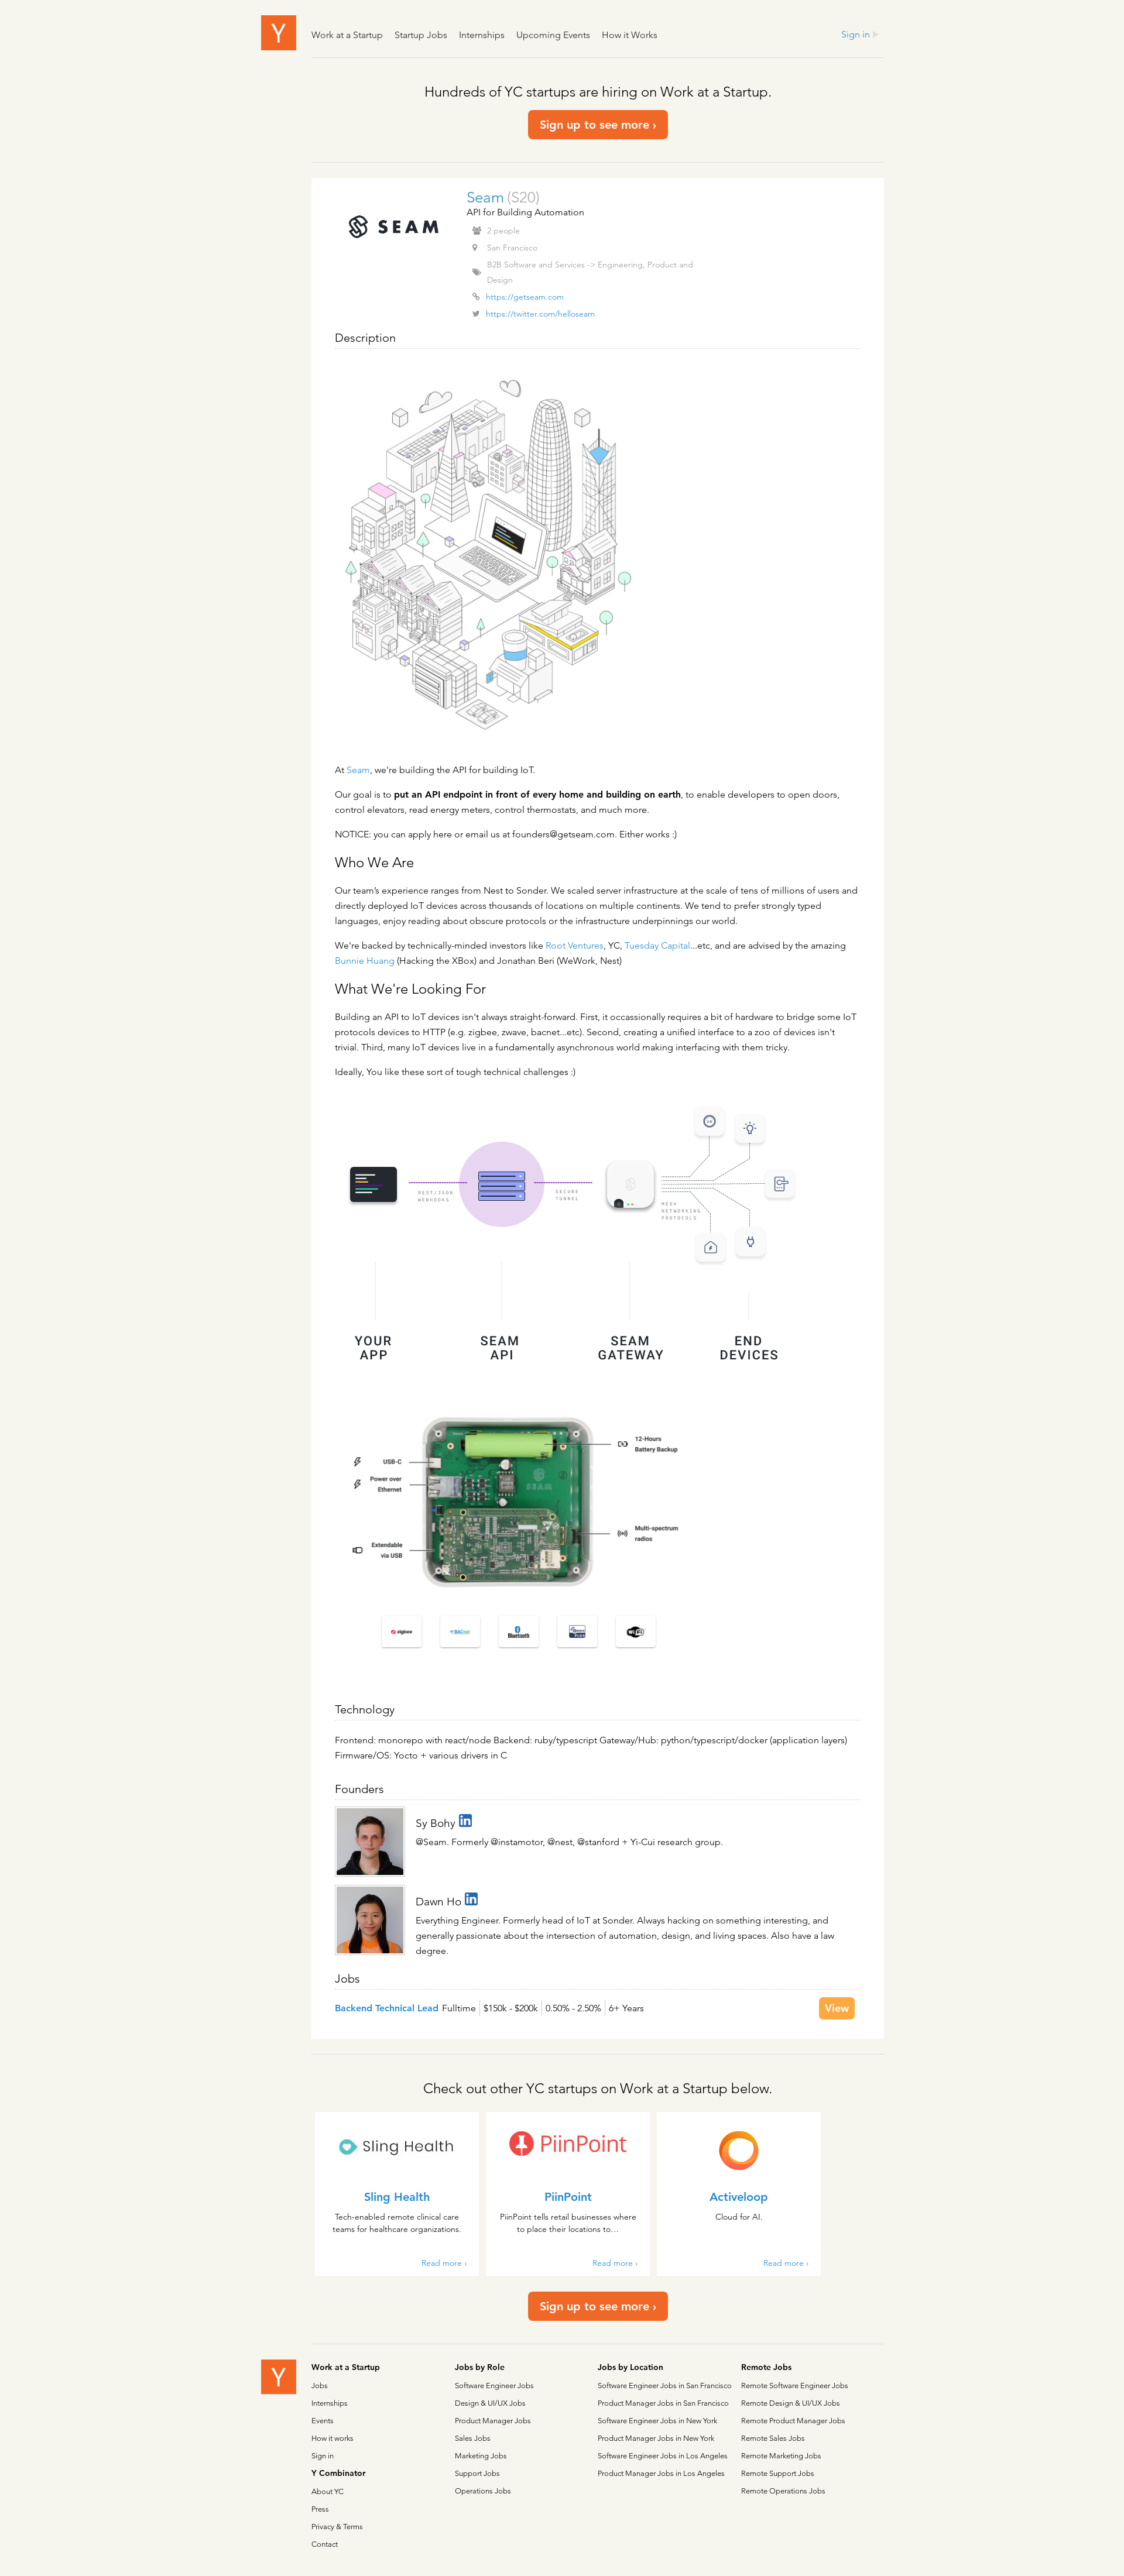 Y
Work at a Startup
Startup Jobs
Internships
Upcoming Events
How it Works
Sign in
Hundreds of YC startups are hiring on Work at a Startup.
Sign up to see more ›
SEAM
Seam (S20)
API for Building Automation
2 people
San Francisco
B2B Software and Services -> Engineering, Product and
Design
https://getseam.com
https://twitter.com/helloseam
Description
At Seam, we're building the API for building IoT.
Our goal is to put an API endpoint in front of every home and building on earth, to enable developers to open doors,
control elevators, read energy meters, control thermostats, and much more.
NOTICE: you can apply here or email us at founders@getseam.com. Either works :)
Who We Are
Our team’s experience ranges from Nest to Sonder. We scaled server infrastructure at the scale of tens of millions of users and
directly deployed IoT devices across thousands of locations on multiple continents. We tend to prefer strongly typed
languages, enjoy reading about obscure protocols or the infrastructure underpinnings our world.
We're backed by technically-minded investors like Root Ventures, YC, Tuesday Capital...etc, and are advised by the amazing
Bunnie Huang (Hacking the XBox) and Jonathan Beri (WeWork, Nest)
What We're Looking For
Building an API to IoT devices isn't always straight-forward. First, it occassionally requires a bit of hardware to bridge some IoT
protocols devices to HTTP (e.g. zigbee, zwave, bacnet...etc). Second, creating a unified interface to a zoo of devices isn't
trivial. Third, many IoT devices live in a fundamentally asynchronous world making interfacing with them tricky.
Ideally, You like these sort of tough technical challenges :)
REST/JSON
WEBHOOKS
SECURE
TUNNEL
MESH
NETWORKING
PROTOCOLS
YOUR
APP
SEAM
API
SEAM
GATEWAY
END
DEVICES
12-Hours
Battery Backup
USB-C
Power over
Ethernet
SEAM
Multi-spectrum
radios
Extendable
via USB
zigbee
BACnet
Bluetooth
WiFi
Technology
Frontend: monorepo with react/node Backend: ruby/typescript Gateway/Hub: python/typescript/docker (application layers)
Firmware/OS: Yocto + various drivers in C
Founders
Sy Bohy in
@Seam. Formerly @instamotor, @nest, @stanford + Yi-Cui research group.
Dawn Ho in
Everything Engineer. Formerly head of IoT at Sonder. Always hacking on something interesting, and
generally passionate about the intersection of automation, design, and living spaces. Also have a law
degree.
Jobs
Backend Technical Lead Fulltime $150k - $200k 0.50% - 2.50% 6+ Years
View
Check out other YC startups on Work at a Startup below.
Sling Health
Sling Health
Tech-enabled remote clinical care
teams for healthcare organizations.
Read more ›
PiinPoint
PiinPoint
PiinPoint tells retail businesses where
to place their locations to…
Read more ›
Activeloop
Cloud for AI.
Read more ›
Sign up to see more ›
Y
Work at a Startup
Jobs
Internships
Events
How it works
Sign in
Y Combinator
About YC
Press
Privacy & Terms
Contact
Jobs by Role
Software Engineer Jobs
Design & UI/UX Jobs
Product Manager Jobs
Sales Jobs
Marketing Jobs
Support Jobs
Operations Jobs
Jobs by Location
Software Engineer Jobs in San Francisco
Product Manager Jobs in San Francisco
Software Engineer Jobs in New York
Product Manager Jobs in New York
Software Engineer Jobs in Los Angeles
Product Manager Jobs in Los Angeles
Remote Jobs
Remote Software Engineer Jobs
Remote Design & UI/UX Jobs
Remote Product Manager Jobs
Remote Sales Jobs
Remote Marketing Jobs
Remote Support Jobs
Remote Operations Jobs